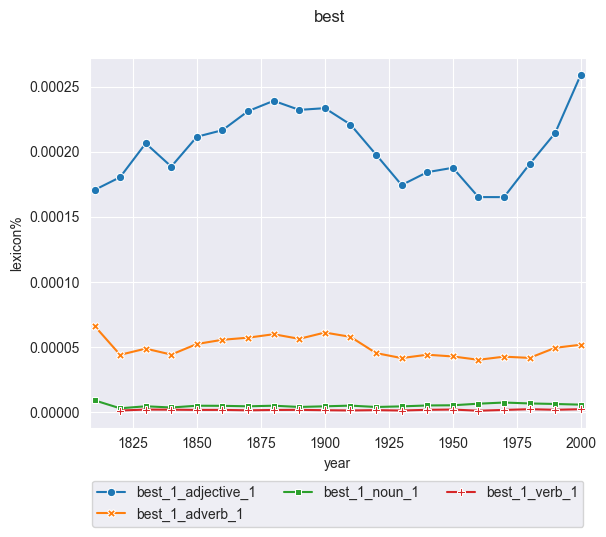 best
0.00025
0.00020
0.00015
0.00010
0.00005
0.00000
lexicon%
1825 1850 1875 1900 1925 1950 1975 2000
year
best_1_adjective_1 best_1_noun_1 best_1_verb_1
best_1_adverb_1